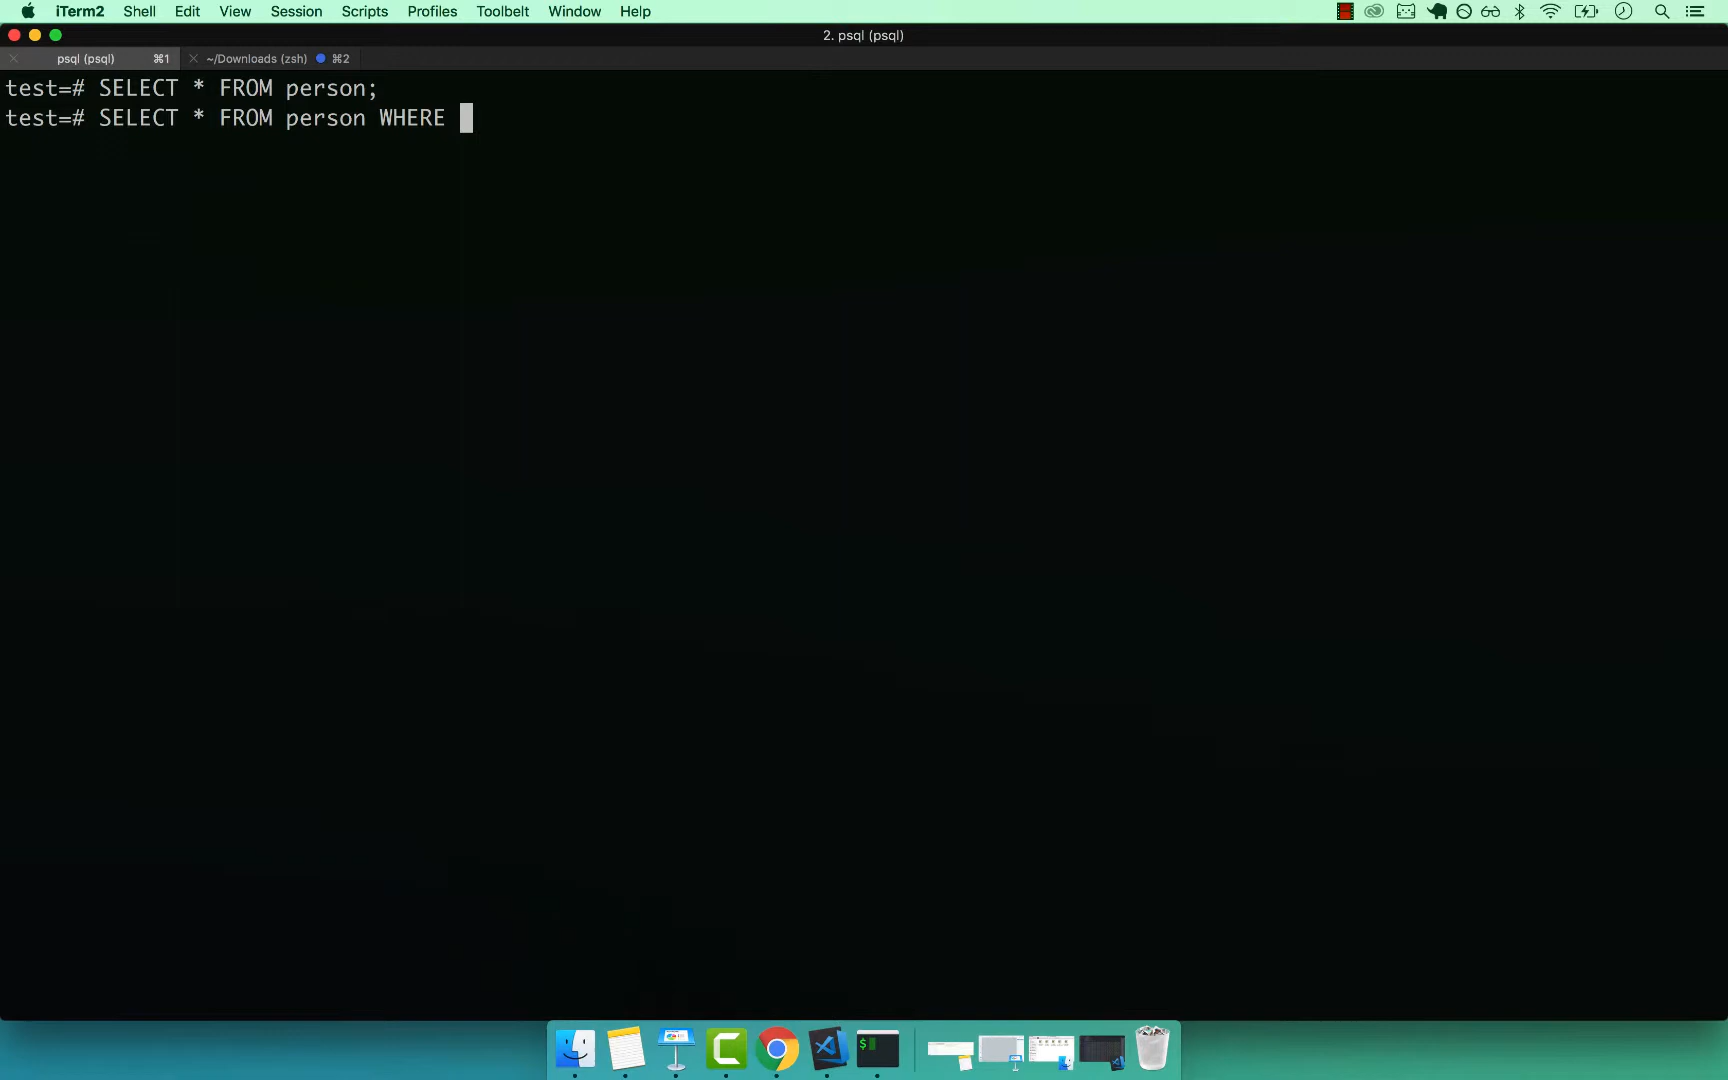 iTerm2 Shell Edit View Session Scripts Profiles Toolbelt Window Help
2. psql (psql)
psql (psql) ⌘1 ~/Downloads (zsh) ⌘2
test=# SELECT * FROM person;
test=# SELECT * FROM person WHERE